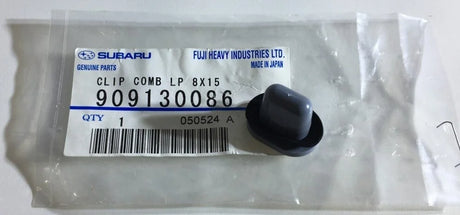 SUBARU FUJI HEAVY INDUSTRIES LTD.
GENUINE PARTS MADE IN JAPAN
CLIP COMB LP 8X15
909130086
QTY 1 050524 A